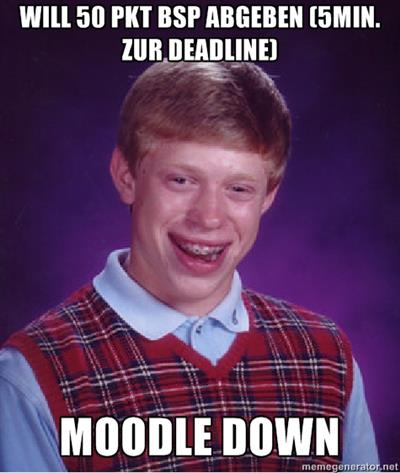 WILL 50 PKT BSP ABGEBEN (5MIN.
ZUR DEADLINE)
MOODLE DOWN
memegenerator.net